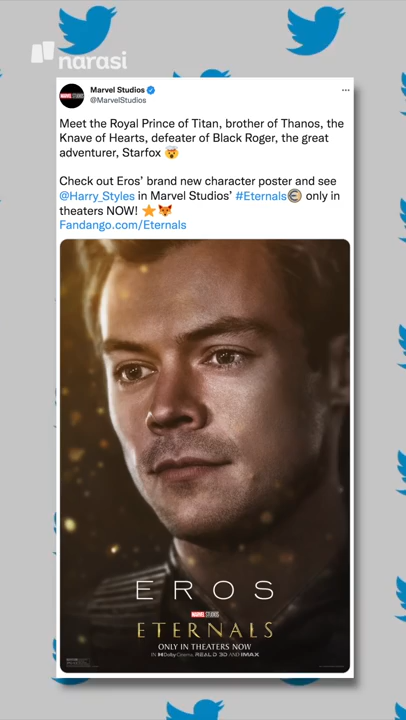 narasi
Marvel Studios
@MarvelStudios
Meet the Royal Prince of Titan, brother of Thanos, the
Knave of Hearts, defeater of Black Roger, the great
adventurer, Starfox 🤯
Check out Eros’ brand new character poster and see
@Harry_Styles in Marvel Studios’ #Eternals only in
theaters NOW! ⭐🦊
Fandango.com/Eternals
EROS
MARVEL STUDIOS
ETERNALS
ONLY IN THEATERS NOW
IN Dolby Cinema, REAL D 3D AND IMAX